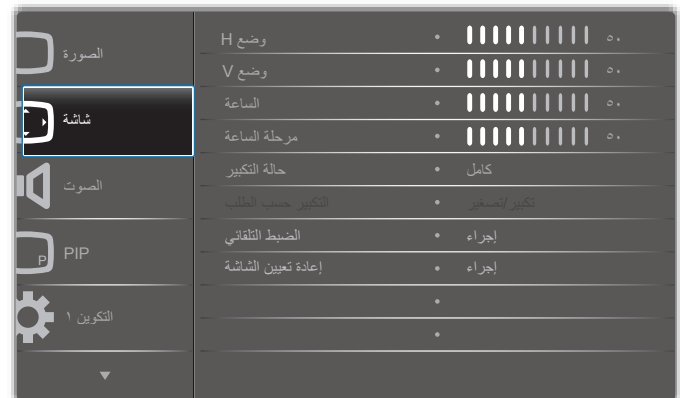 الصورة
شاشة
الصوت
PIP
P
التكوين ١
وضع H • ٥٠
وضع V • ٥٠
الساعة • ٥٠
مرحلة الساعة • ٥٠
حالة التكبير • كامل
التكبير حسب الطلب • تكبير/تصغير
الضبط التلقائي • إجراء
إعادة تعيين الشاشة • إجراء
•
•